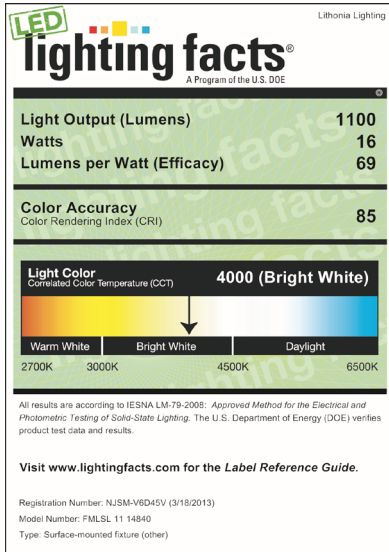 Lithonia Lighting
LED
lighting facts®
A Program of the U.S. DOE
Light Output (Lumens) 1100
Watts 16
Lumens per Watt (Efficacy) 69
Color Accuracy
Color Rendering Index (CRI) 85
Light Color
Correlated Color Temperature (CCT) 4000 (Bright White)
Warm White Bright White Daylight
2700K 3000K 4500K 6500K
All results are according to IESNA LM-79-2008: Approved Method for the Electrical and
Photometric Testing of Solid-State Lighting. The U.S. Department of Energy (DOE) verifies
product test data and results.
Visit www.lightingfacts.com for the Label Reference Guide.
Registration Number: NJSM-V6D45V (3/18/2013)
Model Number: FMLSL 11 14840
Type: Surface-mounted fixture (other)